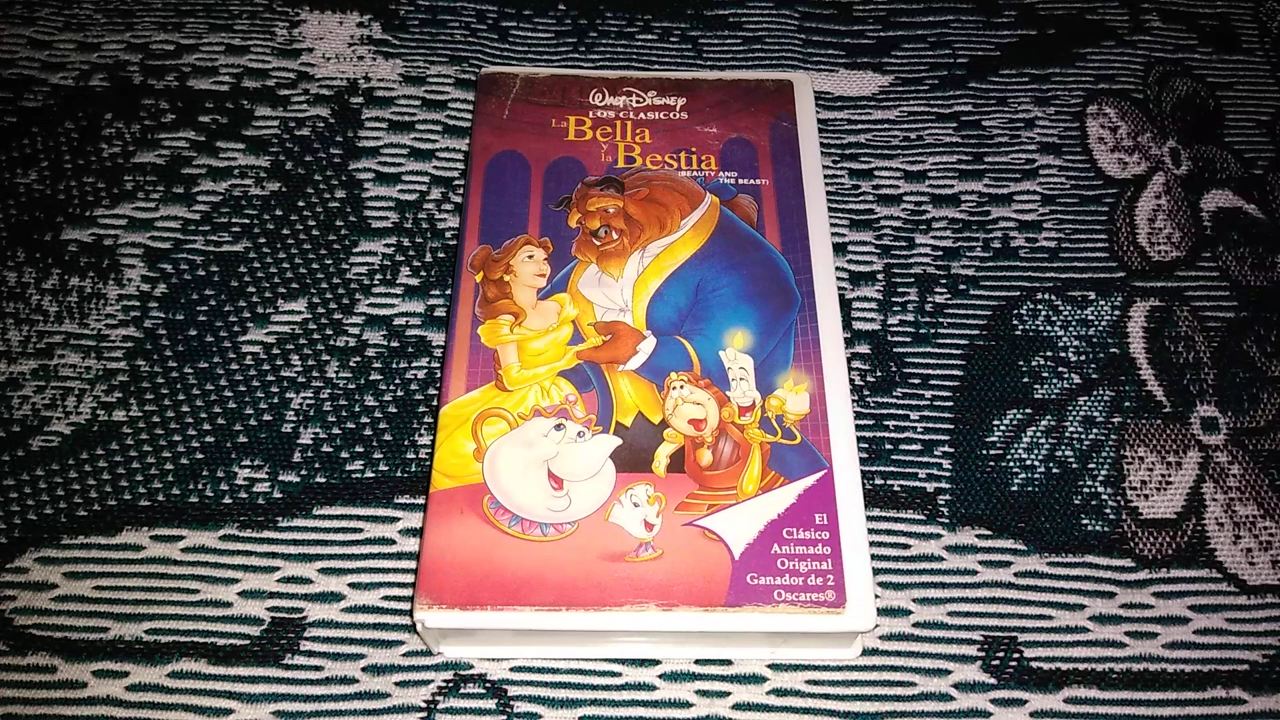 Walt Disney
LOS CLASICOS
La Bella
y
la Bestia
(BEAUTY AND
THE BEAST)
El
Clásico
Animado
Original
Ganador de 2
Oscares®